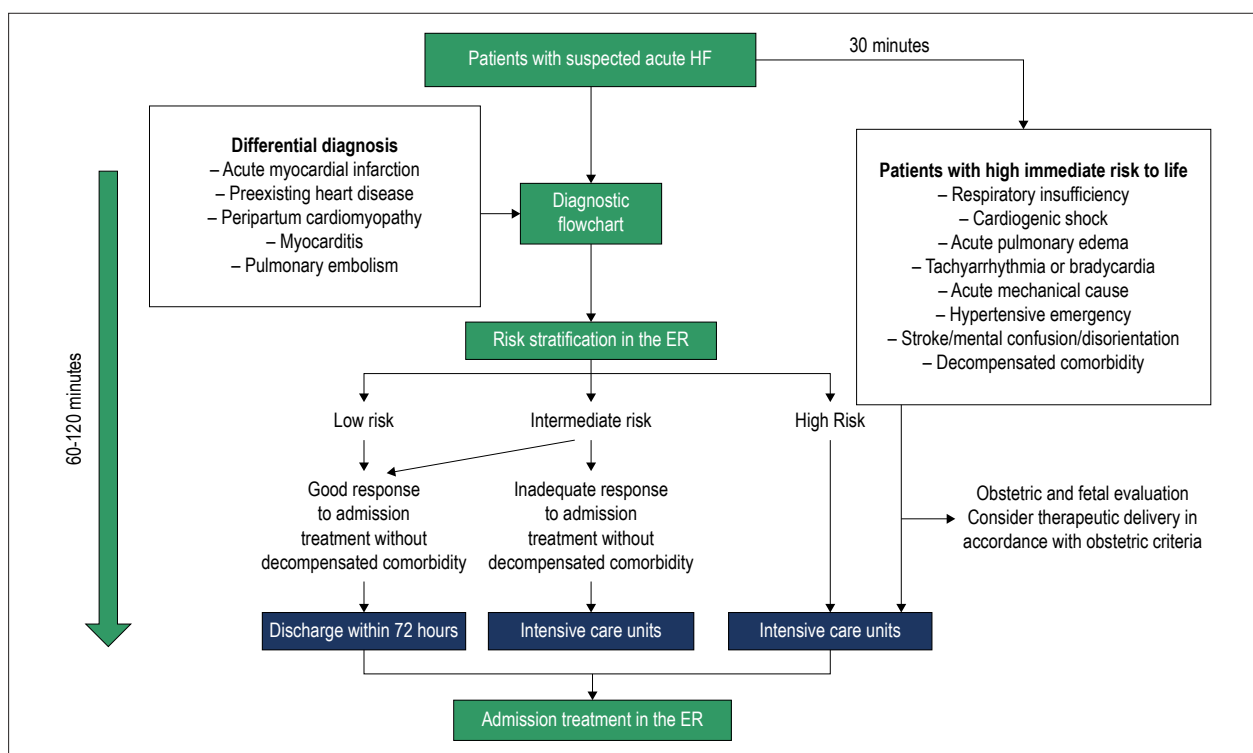 Patients with suspected acute HF
30 minutes
Differential diagnosis
– Acute myocardial infarction
– Preexisting heart disease
– Peripartum cardiomyopathy
– Myocarditis
– Pulmonary embolism
Diagnostic
flowchart
Patients with high immediate risk to life
– Respiratory insufficiency
– Cardiogenic shock
– Acute pulmonary edema
– Tachyarrhythmia or bradycardia
– Acute mechanical cause
– Hypertensive emergency
– Stroke/mental confusion/disorientation
– Decompensated comorbidity
60-120 minutes
Risk stratification in the ER
Low risk
Intermediate risk
High Risk
Good response
to admission
treatment without
decompensated comorbidity
Inadequate response
to admission
treatment without
decompensated comorbidity
Obstetric and fetal evaluation
Consider therapeutic delivery in
accordance with obstetric criteria
Discharge within 72 hours
Intensive care units
Intensive care units
Admission treatment in the ER